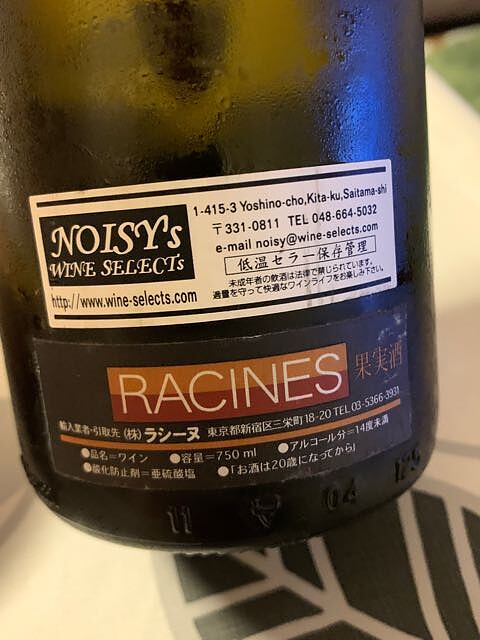 NOISY's
WINE SELECTs
http://www.wine-selects.com
1-415-3 Yoshino-cho,Kita-ku,Saitama-shi
〒331-0811 TEL 048-664-5032
e-mail noisy@wine-selects.com
低温セラー保存管理
未成年者の飲酒は法律で禁じられています。
適量を守って快適なワインライフをお楽しみ下さい。
RACINES
果実酒
輸入業者・引取先 (株)ラシーヌ 東京都新宿区三栄町18-20 TEL 03-5366-3931
●品名=ワイン ●容量=750 ml ●アルコール分=14度未満
●酸化防止剤=亜硫酸塩 ●「お酒は20歳になってから」
11 04